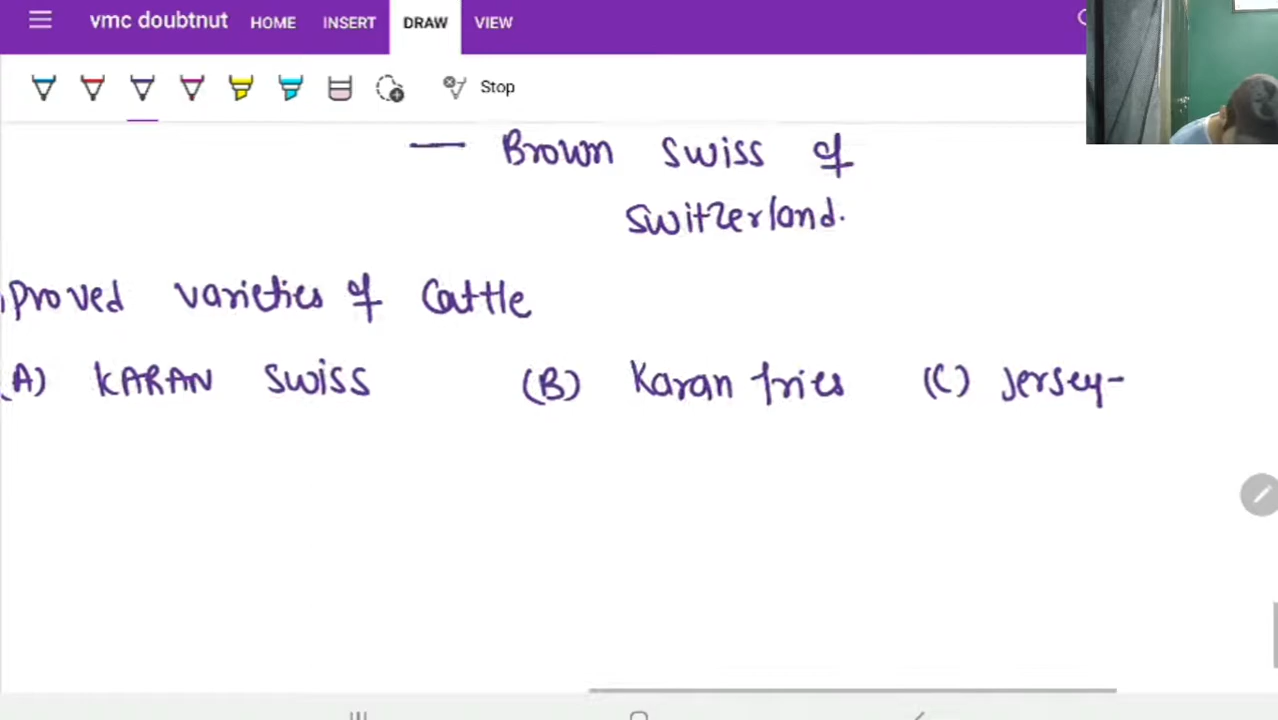 vmc doubtnut HOME INSERT DRAW VIEW
Stop
— Brown Swiss of
Switzerland.
proved varieties of Cattle
(A) KARAN Swiss (B) Karan fries (C) Jersey-